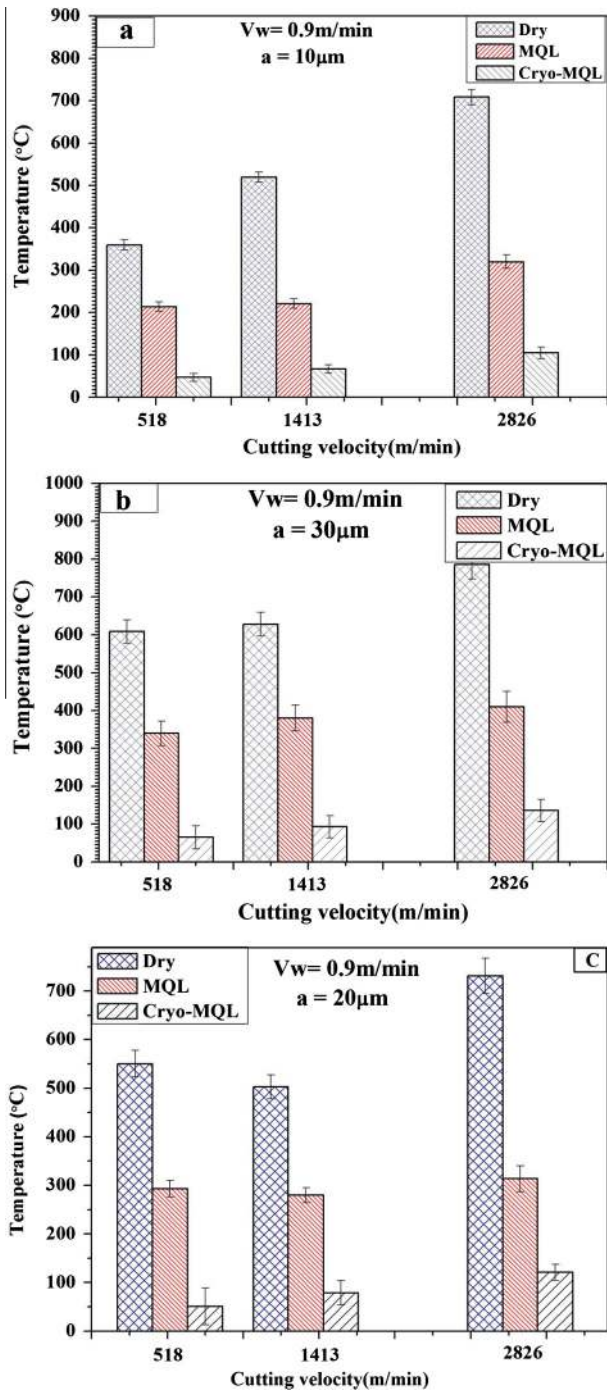 a
Vw= 0.9m/min
a = 10μm
Dry
MQL
Cryo-MQL
900
800
700
600
500
400
300
200
100
0
Temperature (°C)
518 1413 2826
Cutting velocity(m/min)
b
Vw= 0.9m/min
a = 30μm
Dry
MQL
Cryo-MQL
1000
900
800
700
600
500
400
300
200
100
0
Temperature (°C)
518 1413 2826
Cutting velocity(m/min)
Dry
MQL
Cryo-MQL
Vw= 0.9m/min
a = 20μm
C
700
600
500
400
300
200
100
0
Temperature (°C)
518 1413 2826
Cutting velocity(m/min)